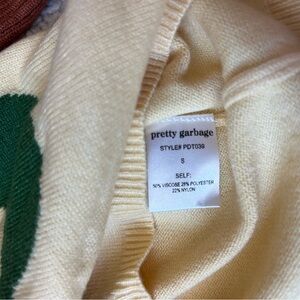 pretty garbage
STYLE# PDT039
S
SELF:
50% VISCOSE 28% POLYESTER
22% NYLON